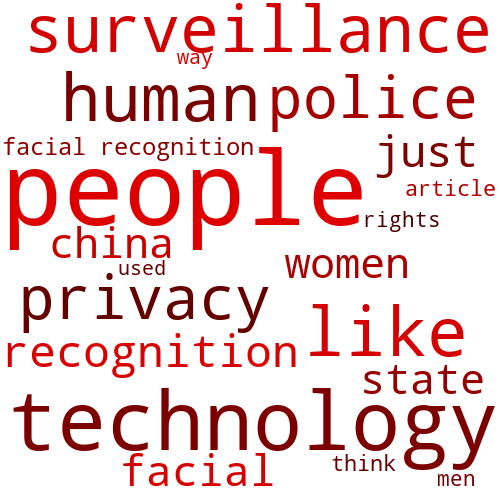 surveillance
way
human police
facial recognition just
people article
rights
china
used women
privacy
recognition like
state
technology
facial think
men